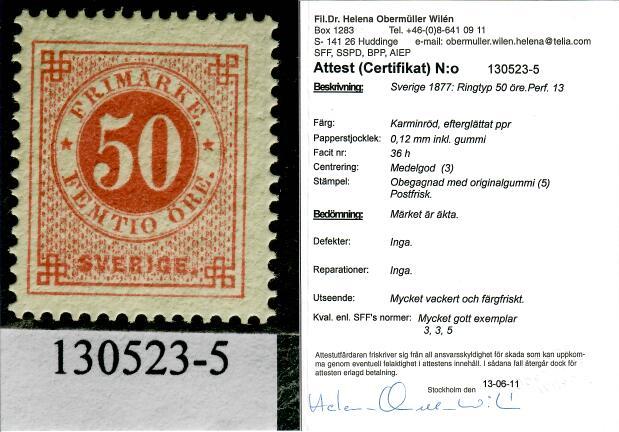 FRIMÄRKE.
50
FEMTIO ÖRE.
SVERIGE.
130523-5
Fil.Dr. Helena Obermüller Wilén
Box 1283 Tel. +46-(0)8-641 09 11
S- 141 26 Huddinge e-mail: obermuller.wilen.helena@telia.com
SFF, SSPD, BPP, AIEP
Attest (Certifikat) N:o 130523-5
Beskrivning: Sverige 1877: Ringtyp 50 öre.Perf. 13
Färg: Karminröd, efterglättat ppr
Papperstjocklek: 0,12 mm inkl. gummi
Facit nr: 36 h
Centrering: Medelgod (3)
Stämpel: Obegagnad med originalgummi (5)
Postfrisk.
Bedömning: Märket är äkta.
Defekter: Inga.
Reparationer: Inga.
Utseende: Mycket vackert och färgfriskt.
Kval. enl. SFF's normer: Mycket gott exemplar
3, 3, 5
Attestutfärdaren friskriver sig från all ansvarsskyldighet för skada som kan uppkom-
ma genom eventuell felaktighet i attestens innehåll. I sådana fall återgår dock för
attesten erlagd betalning.
Stockholm den 13-06-11